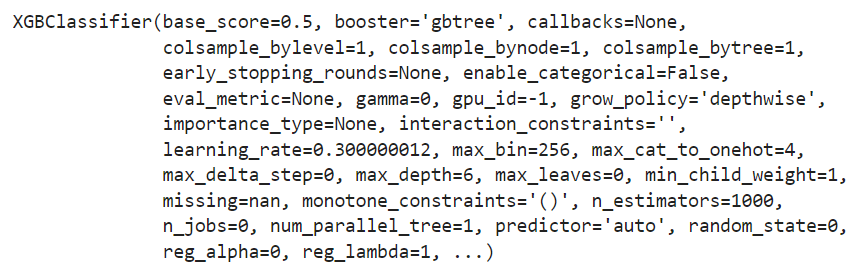 XGBClassifier(base_score=0.5, booster='gbtree', callbacks=None,
colsample_bylevel=1, colsample_bynode=1, colsample_bytree=1,
early_stopping_rounds=None, enable_categorical=False,
eval_metric=None, gamma=0, gpu_id=-1, grow_policy='depthwise',
importance_type=None, interaction_constraints='',
learning_rate=0.300000012, max_bin=256, max_cat_to_onehot=4,
max_delta_step=0, max_depth=6, max_leaves=0, min_child_weight=1,
missing=nan, monotone_constraints='()', n_estimators=1000,
n_jobs=0, num_parallel_tree=1, predictor='auto', random_state=0,
reg_alpha=0, reg_lambda=1, ...)